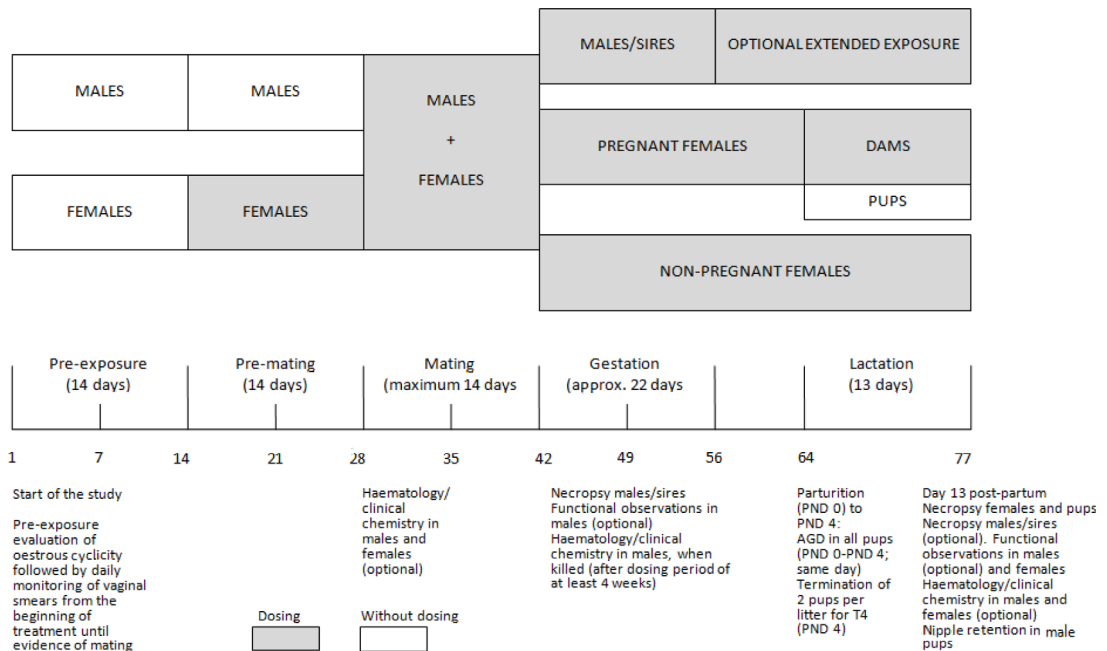 MALES/SIRES
OPTIONAL EXTENDED EXPOSURE
MALES
MALES
MALES
+
FEMALES
PREGNANT FEMALES
DAMS
PUPS
FEMALES
FEMALES
NON-PREGNANT FEMALES
Pre-exposure
(14 days)
Pre-mating
(14 days)
Mating
(maximum 14 days
Gestation
(approx. 22 days
Lactation
(13 days)
1
7
14
21
28
35
42
49
56
64
77
Start of the study
Pre-exposure
evaluation of
oestrous cyclicity
followed by daily
monitoring of vaginal
smears from the
beginning of
treatment until
evidence of mating
Haematology/
clinical
chemistry in
males and
females
(optional)
Necropsy males/sires
Functional observations in
males (optional)
Haematology/clinical
chemistry in males, when
killed (after dosing period of
at least 4 weeks)
Parturition
(PND 0) to
PND 4:
AGD in all pups
(PND 0-PND 4;
same day)
Termination of
2 pups per
litter for T4
(PND 4)
Day 13 post-partum
Necropsy females and pups
Necropsy males/sires
(optional). Functional
observations in males
(optional) and females
Haematology/clinical
chemistry in males and
females (optional)
Nipple retention in male
pups
Dosing
Without dosing